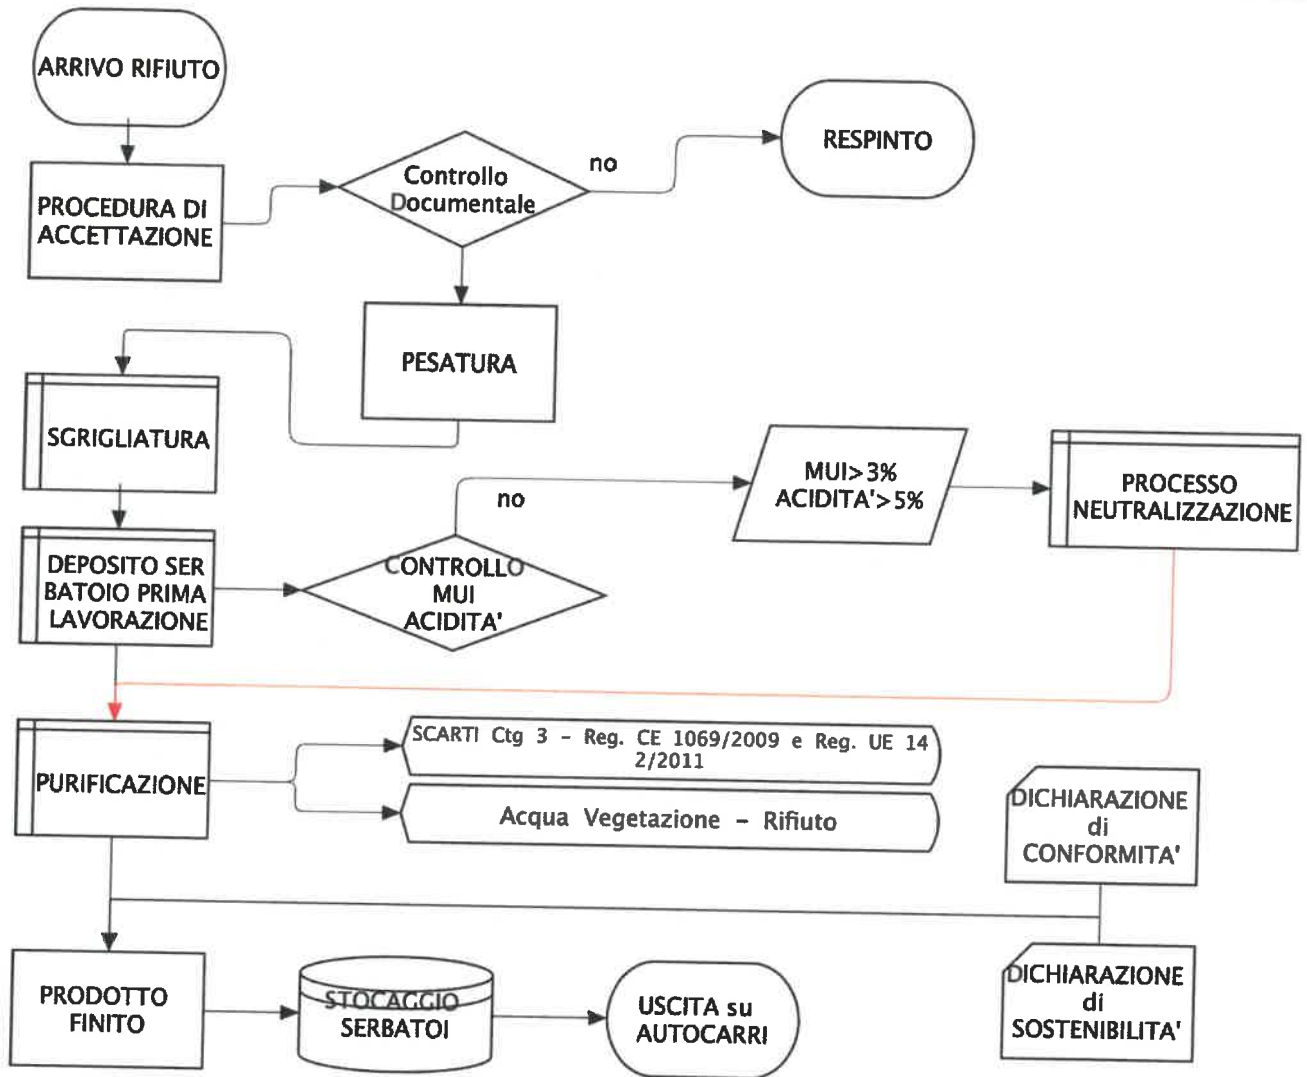 ARRIVO RIFIUTO
RESPINTO
no
Controllo
Documentale
PROCEDURA DI
ACCETTAZIONE
PESATURA
SGRIGLIATURA
no
MUI>3%
ACIDITA'>5%
PROCESSO
NEUTRALIZZAZIONE
DEPOSITO SER
BATOIO PRIMA
LAVORAZIONE
CONTROLLO
MUI
ACIDITA'
PURIFICAZIONE
SCARTI Ctg 3 - Reg. CE 1069/2009 e Reg. UE 14
2/2011
Acqua Vegetazione - Rifiuto
DICHIARAZIONE
di
CONFORMITA'
PRODOTTO
FINITO
STOCAGGIO
SERBATOI
USCITA su
AUTOCARRI
DICHIARAZIONE
di
SOSTENIBILITA'